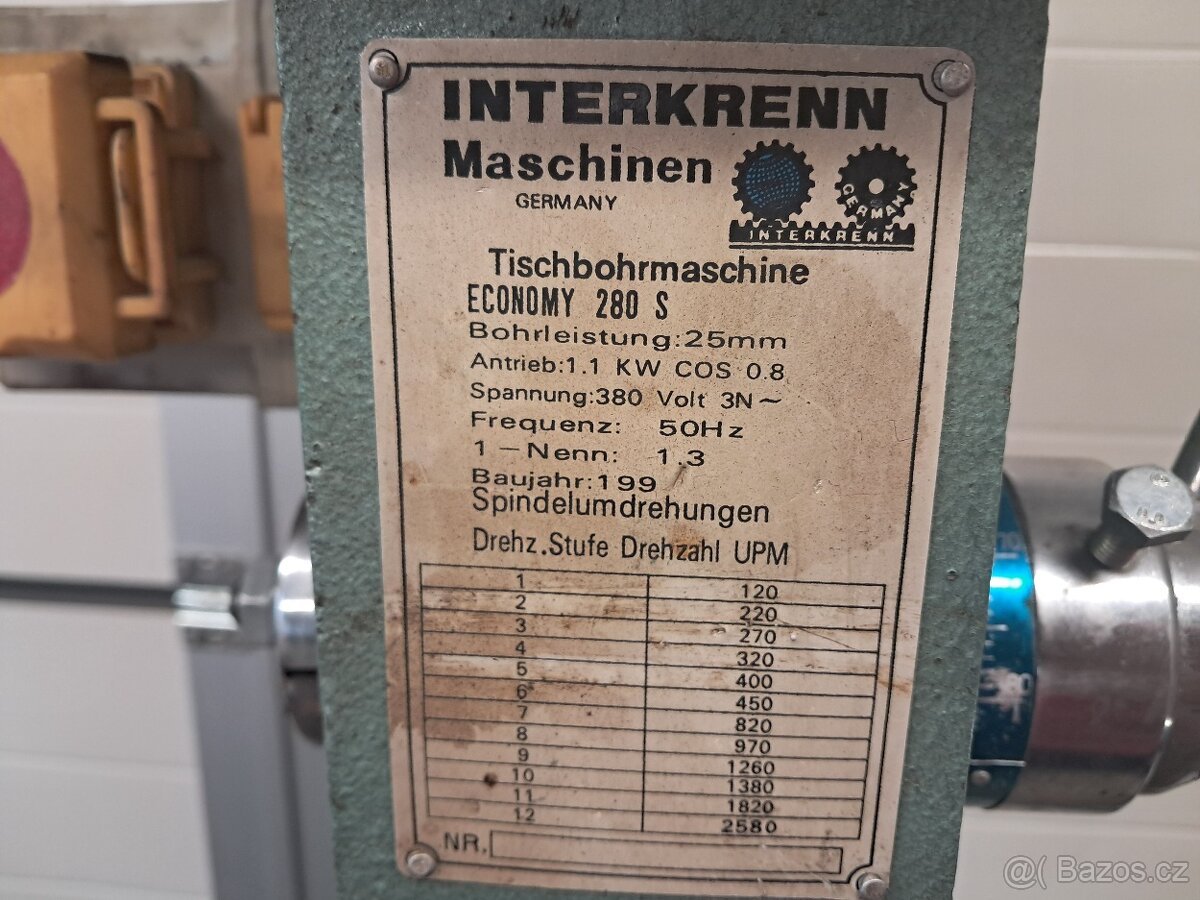 INTERKRENN
Maschinen
GERMANY
GERMANY
INTERKRENN
Tischbohrmaschine
ECONOMY 280 S
Bohrleistung:25mm
Antrieb:1.1 KW COS 0.8
Spannung:380 Volt 3N~
Frequenz: 50Hz
1 - Nenn: 1.3
Baujahr:199
Spindelumdrehungen
Drehz.Stufe Drehzahl UPM
1 120
2 220
3 270
4 320
5 400
6 450
7 820
8 970
9 1260
10 1380
11 1820
12 2580
NR.
@( Bazos.cz